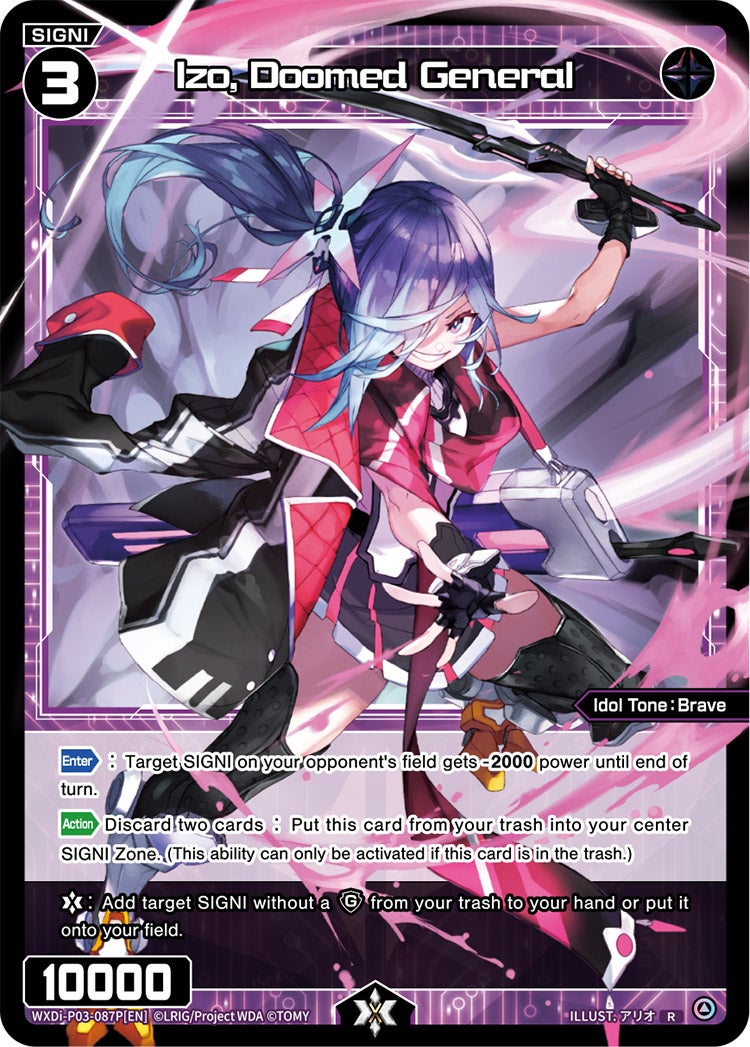 SIGNI
3
Izo, Doomed General
Idol Tone:Brave
Enter : Target SIGNI on your opponent's field gets -2000 power until end of
turn.
Action Discard two cards : Put this card from your trash into your center
SIGNI Zone. (This ability can only be activated if this card is in the trash.)
: Add target SIGNI without a G from your trash to your hand or put it
onto your field.
10000
WXDi-P03-087P[EN] ©LRIG/Project WDA ©TOMY
ILLUST. アリオ R